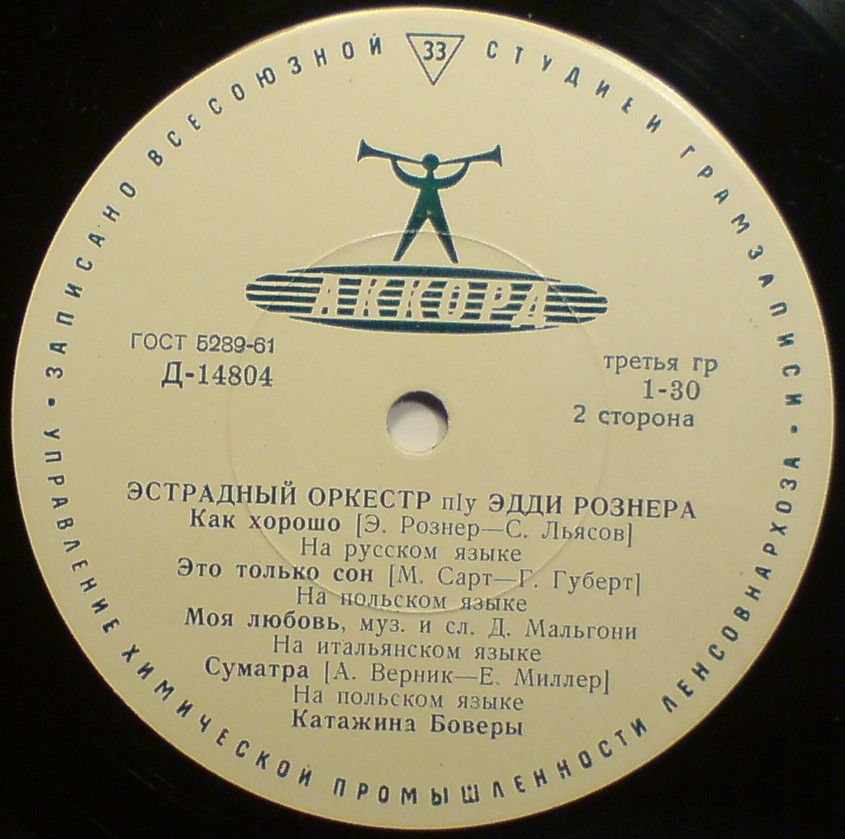 ЗАПИСАНО ВСЕСОЮЗНОЙ
33
СТУДИЕЙ ГРАМЗАПИСИ
АККОРД
ГОСТ 5289-61
Д-14804
третья гр
1-30
2 сторона
ЭСТРАДНЫЙ ОРКЕСТР п/у ЭДДИ РОЗНЕРА
Как хорошо [Э. Рознер—С. Льясов]
На русском языке
Это только сон [М. Сарт—Г. Губерт]
На польском языке
Моя любовь, муз. и сл. Д. Мальгони
На итальянском языке
Суматра [А. Верник—Е. Миллер]
На польском языке
Катажина Боверы
УПРАВЛЕНИЕ ХИМИЧЕСКОЙ ПРОМЫШЛЕННОСТИ ЛЕНСОВНАРХОЗА